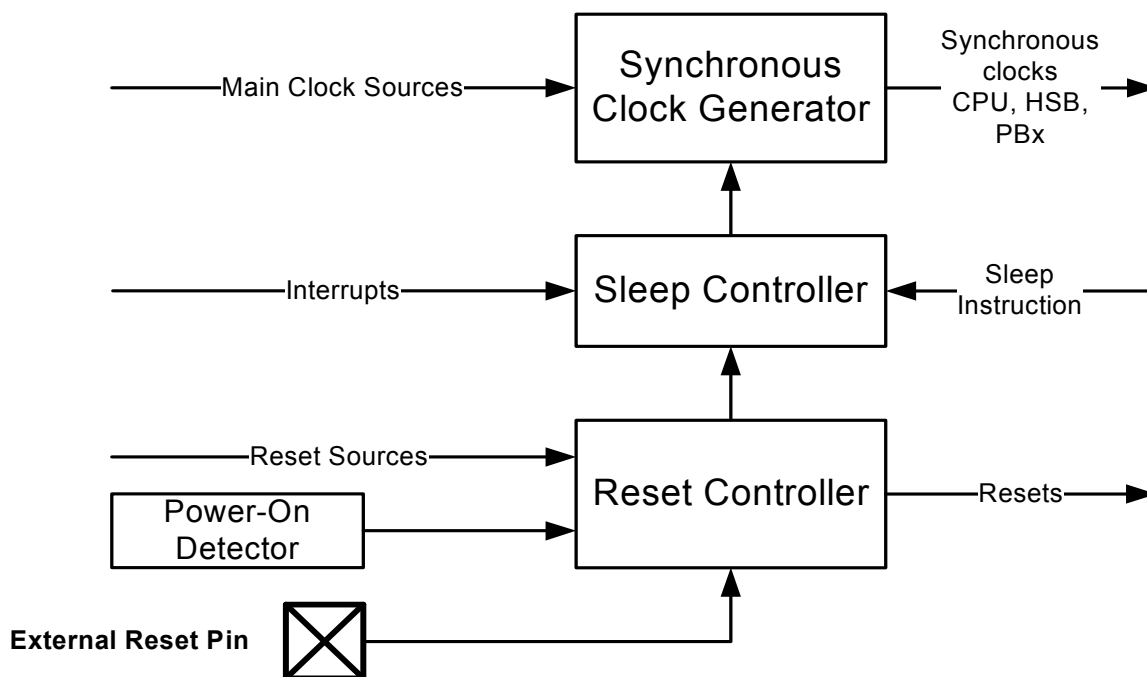 Main Clock Sources
Synchronous
Clock Generator
Synchronous
clocks
CPU, HSB,
PBx
Interrupts
Sleep Controller
Sleep
Instruction
Reset Sources
Power-On
Detector
Reset Controller
Resets
External Reset Pin